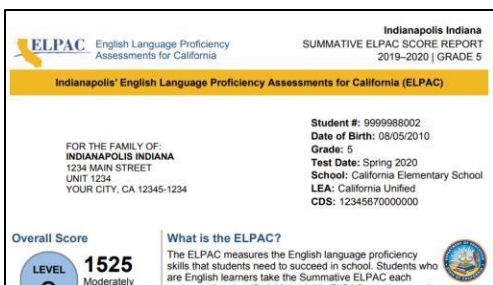 ELPAC English Language Proficiency
Assessments for California
Indianapolis Indiana
SUMMATIVE ELPAC SCORE REPORT
2019–2020 | GRADE 5
Indianapolis' English Language Proficiency Assessments for California (ELPAC)
FOR THE FAMILY OF:
INDIANAPOLIS INDIANA
1234 MAIN STREET
UNIT 1234
YOUR CITY, CA 12345-1234
Student #: 9999988002
Date of Birth: 08/05/2010
Grade: 5
Test Date: Spring 2020
School: California Elementary School
LEA: California Unified
CDS: 12345670000000
Overall Score
LEVEL
1525
Moderately
What is the ELPAC?
The ELPAC measures the English language proficiency
skills that students need to succeed in school. Students who
are English learners take the Summative ELPAC each